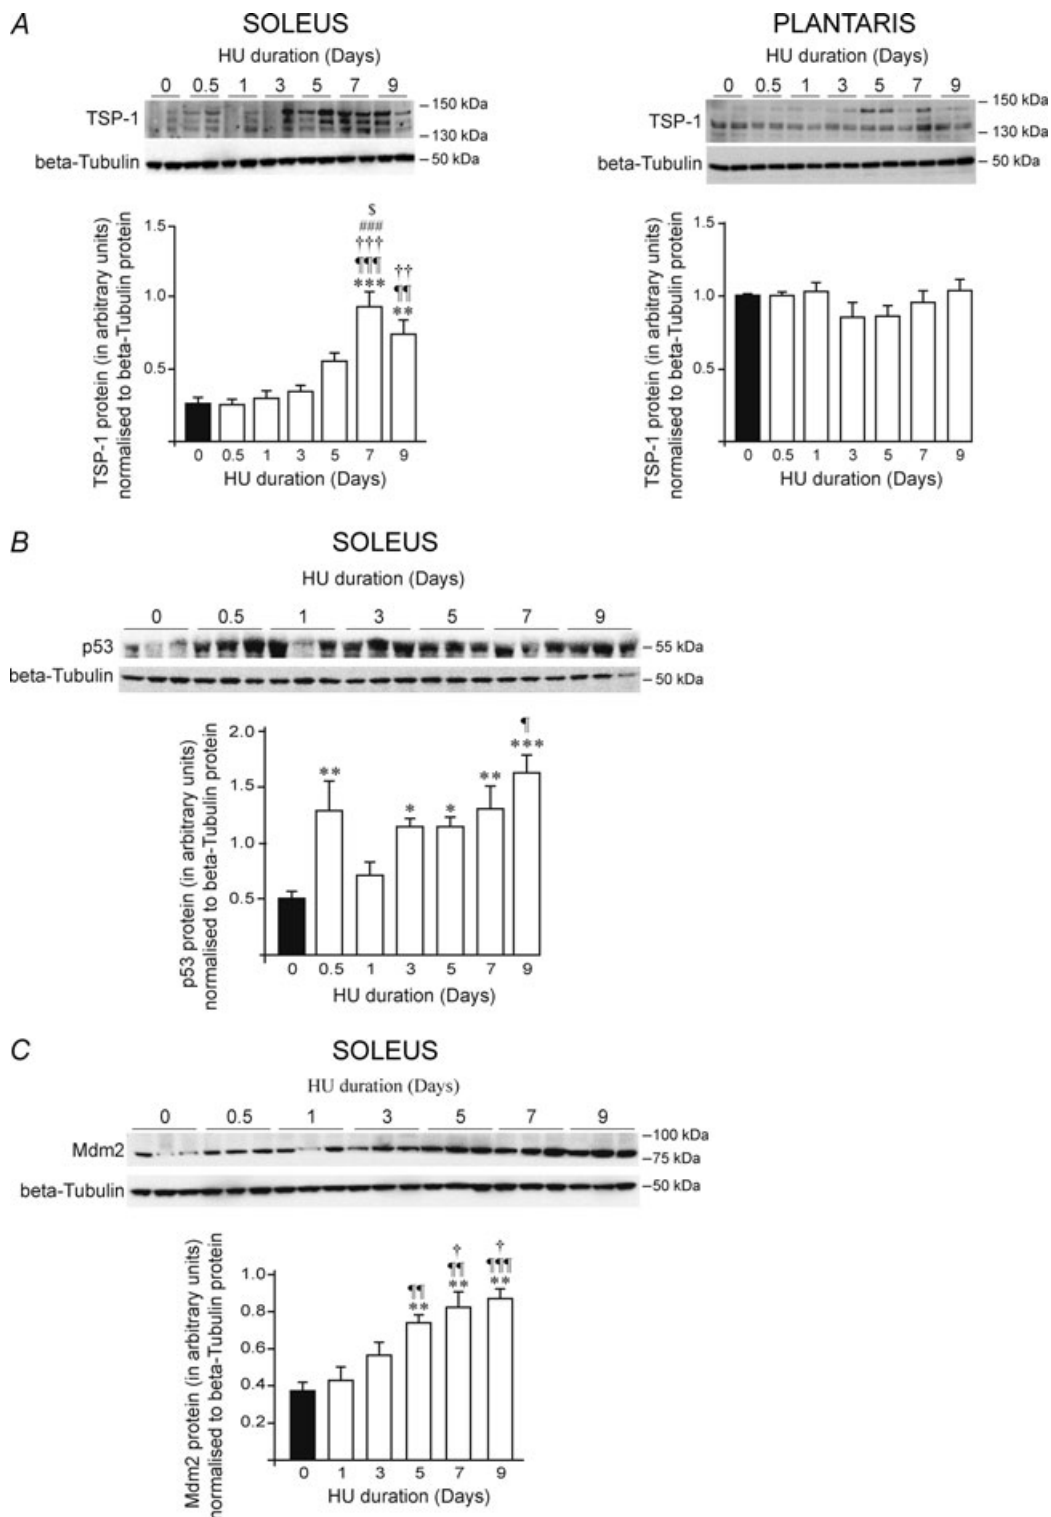 A
SOLEUS
HU duration (Days)
0 0.5 1 3 5 7 9
TSP-1
– 150 kDa
– 130 kDa
beta-Tubulin
– 50 kDa
TSP-1 protein (in arbitrary units)
normalised to beta-Tubulin protein
1.5
1.0
0.5
$
###
†††
¶¶¶
***
††
¶¶
**
0 0.5 1 3 5 7 9
HU duration (Days)
PLANTARIS
HU duration (Days)
0 0.5 1 3 5 7 9
TSP-1
– 150 kDa
– 130 kDa
beta-Tubulin
– 50 kDa
TSP-1 protein (in arbitrary units)
normalised to beta-Tubulin protein
1.5
1.0
0.5
0 0.5 1 3 5 7 9
HU duration (Days)
B
SOLEUS
HU duration (Days)
0 0.5 1 3 5 7 9
p53
– 55 kDa
beta-Tubulin
– 50 kDa
p53 protein (in arbitrary units)
normalised to beta-Tubulin protein
2.0
1.5
1.0
0.5
**
*
*
**
¶
***
0 0.5 1 3 5 7 9
HU duration (Days)
C
SOLEUS
HU duration (Days)
0 0.5 1 3 5 7 9
Mdm2
–100 kDa
–75 kDa
beta-Tubulin
–50 kDa
Mdm2 protein (in arbitrary units)
normalised to beta-Tubulin protein
1.0
0.8
0.6
0.4
0.2
¶¶
**
†
¶¶
**
†
¶¶¶
**
0 1 3 5 7 9
HU duration (Days)